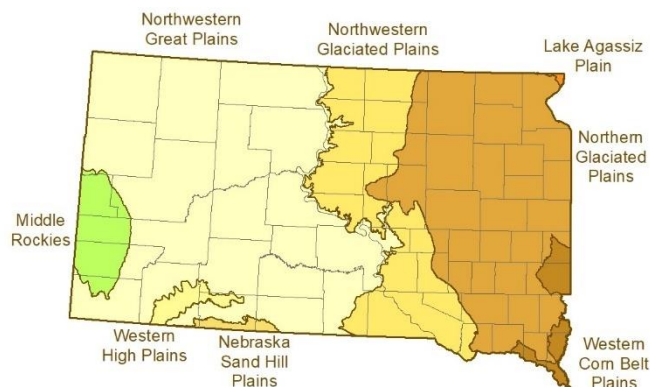 Northwestern
Great Plains
Northwestern
Glaciated Plains
Lake Agassiz
Plain
Northern
Glaciated
Plains
Middle
Rockies
Western
High Plains
Nebraska
Sand Hill
Plains
Western
Corn Belt
Plains